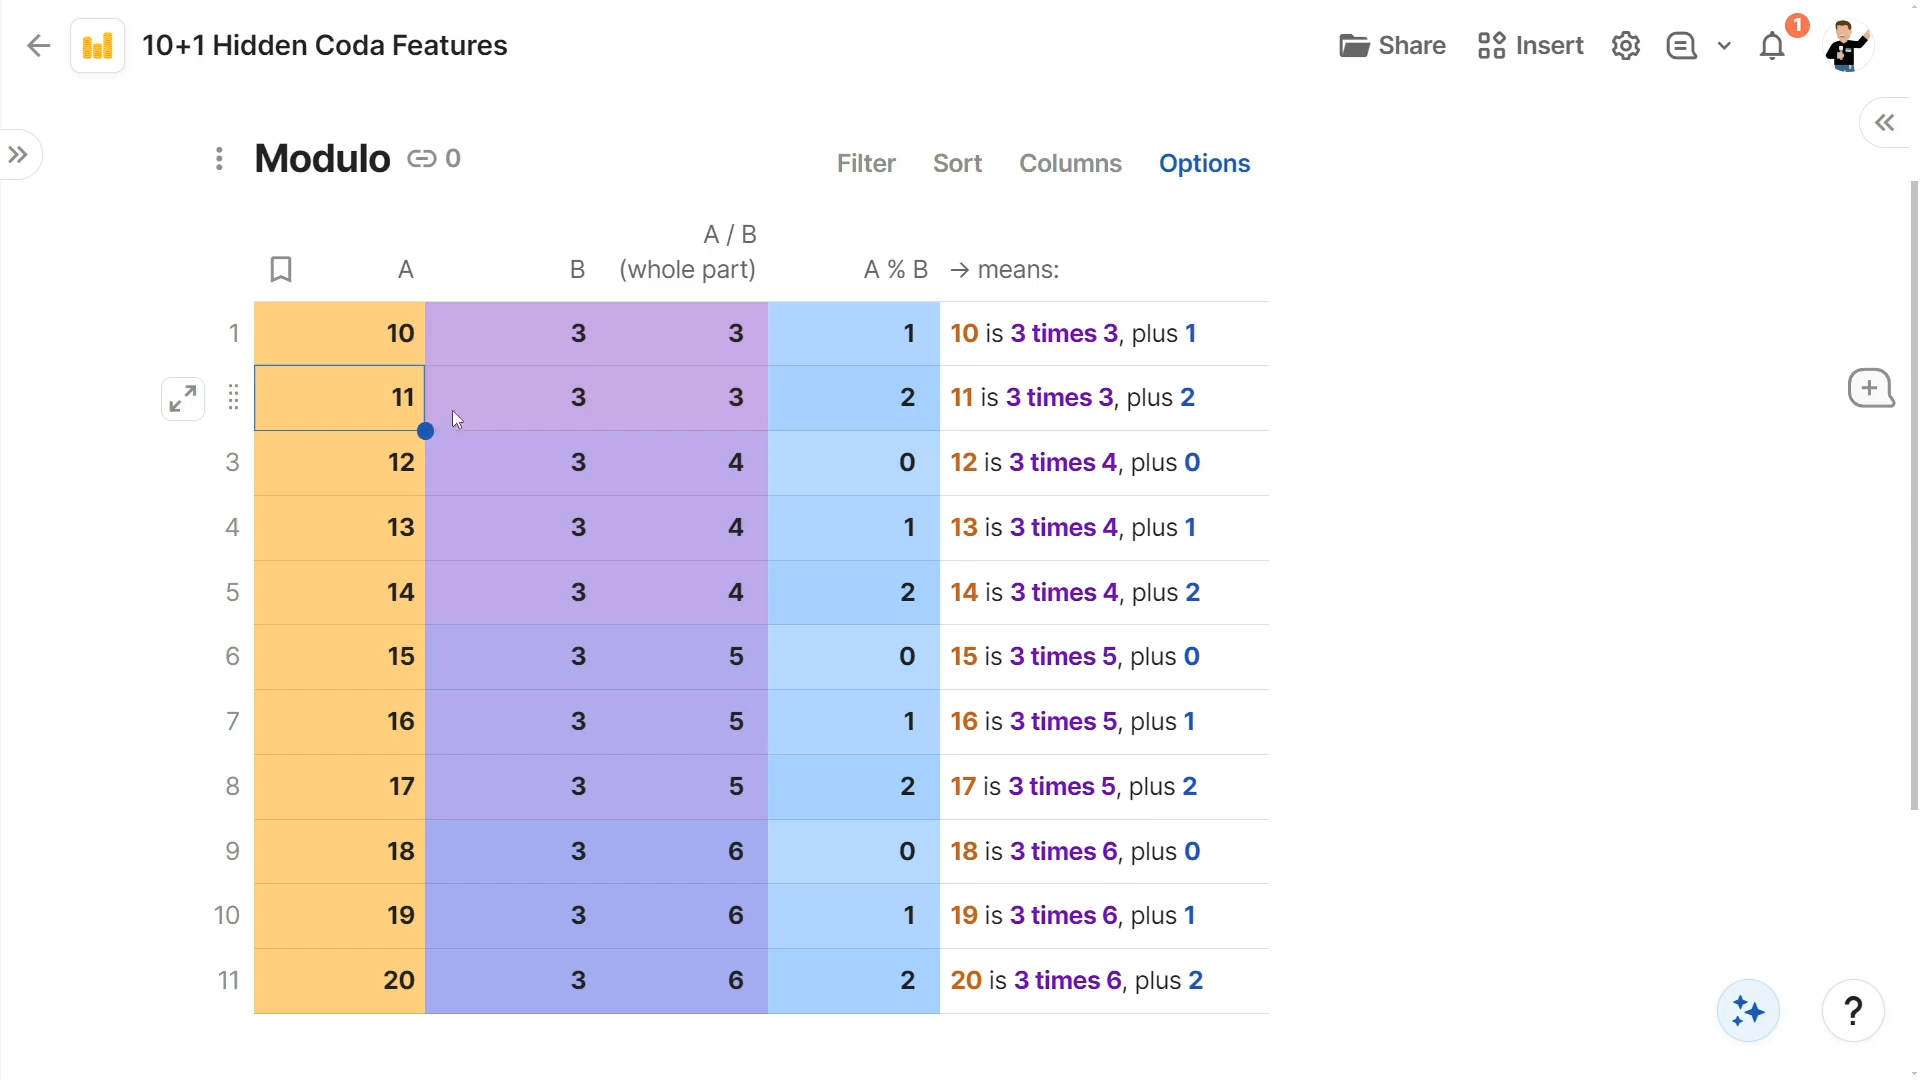 10+1 Hidden Coda Features
Share
Insert
1
Modulo 0
Filter Sort Columns Options
A B A / B (whole part) A % B → means:
1 10 3 3 1 10 is 3 times 3, plus 1
11 3 3 2 11 is 3 times 3, plus 2
3 12 3 4 0 12 is 3 times 4, plus 0
4 13 3 4 1 13 is 3 times 4, plus 1
5 14 3 4 2 14 is 3 times 4, plus 2
6 15 3 5 0 15 is 3 times 5, plus 0
7 16 3 5 1 16 is 3 times 5, plus 1
8 17 3 5 2 17 is 3 times 5, plus 2
9 18 3 6 0 18 is 3 times 6, plus 0
10 19 3 6 1 19 is 3 times 6, plus 1
11 20 3 6 2 20 is 3 times 6, plus 2
?